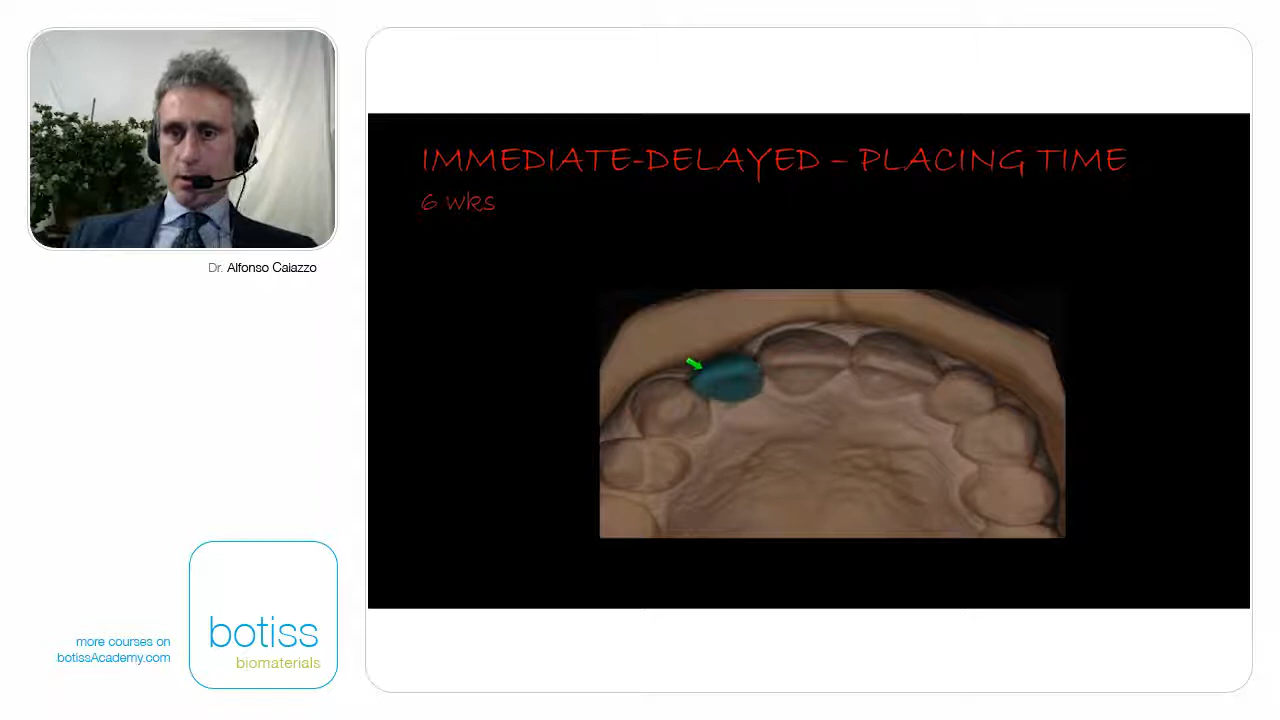 IMMEDIATE-DELAYED – PLACING TIME
6 wks
Dr. Alfonso Caiazzo
botiss
biomaterials
more courses on
botissAcademy.com